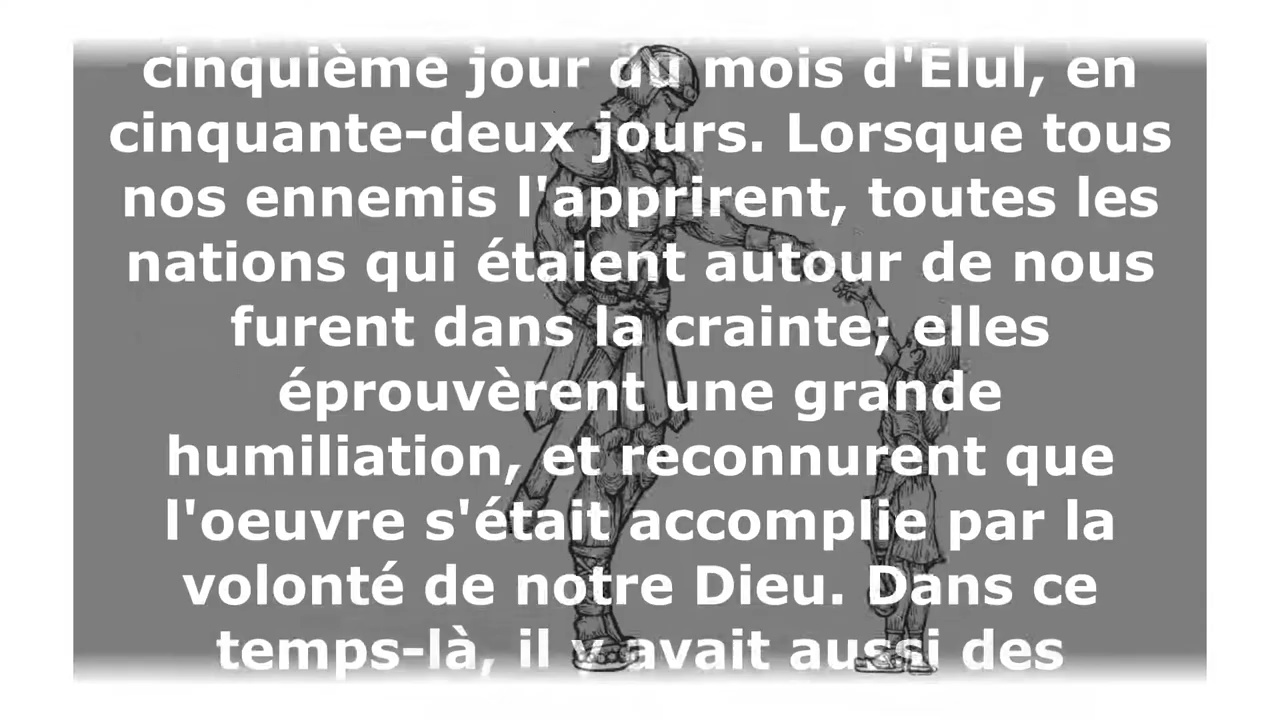 cinquième jour du mois d'Élul, en
cinquante-deux jours. Lorsque tous
nos ennemis l'apprirent, toutes les
nations qui étaient autour de nous
furent dans la crainte; elles
éprouvèrent une grande
humiliation, et reconnurent que
l'oeuvre s'était accomplie par la
volonté de notre Dieu. Dans ce
temps-là, il y avait aussi des